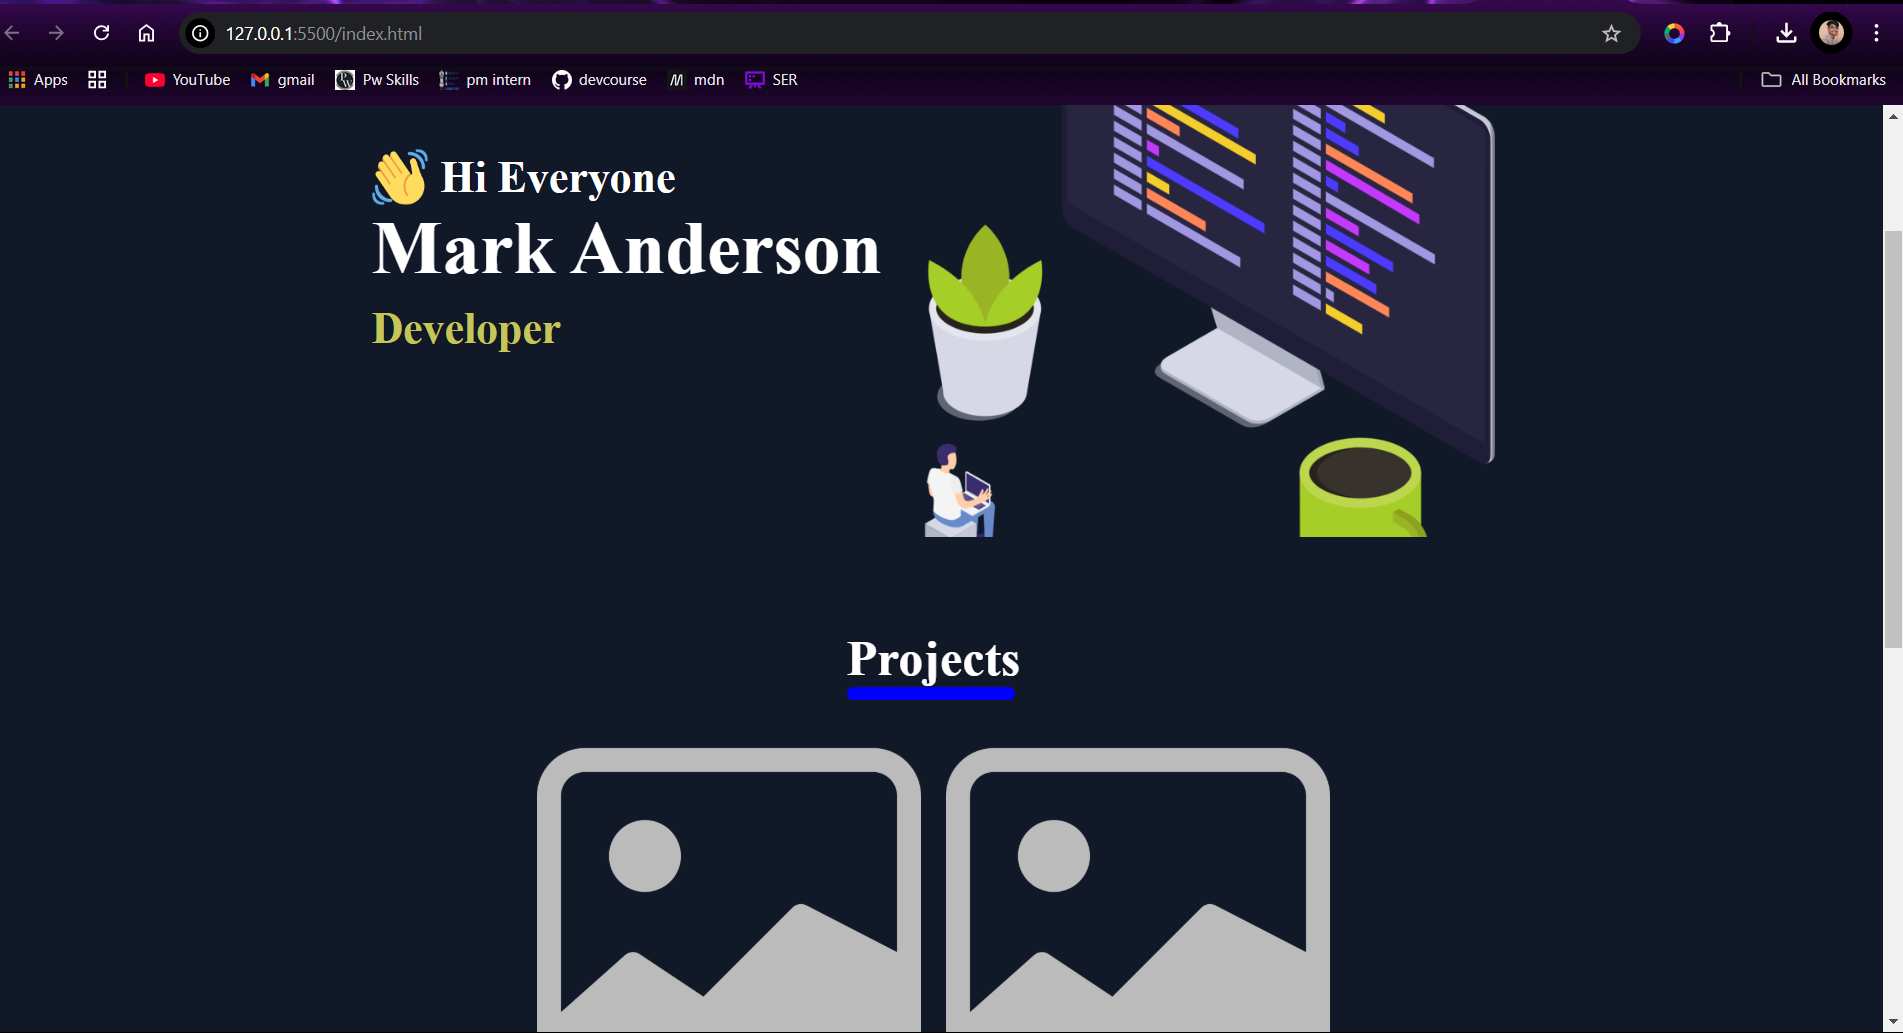 127.0.0.1:5500/index.html
Apps YouTube gmail Pw Skills pm intern devcourse mdn SER All Bookmarks
Hi Everyone
Mark Anderson
Developer
Projects